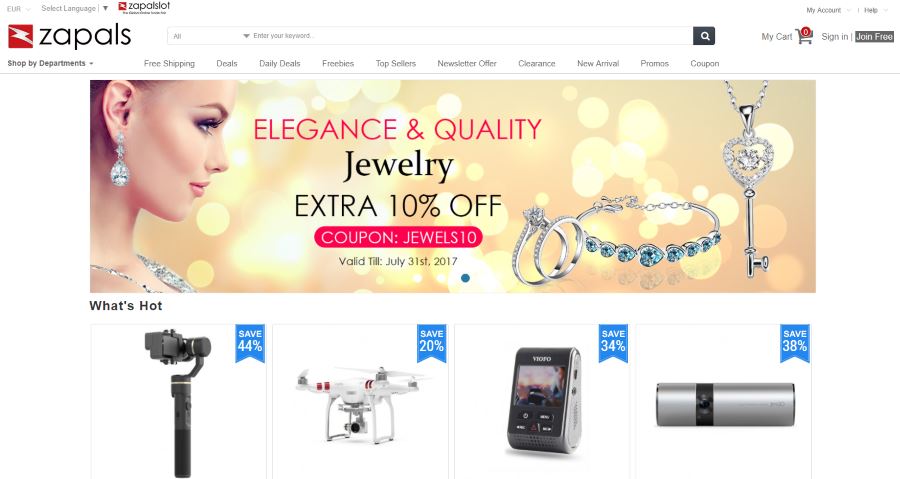 EUR
Select Language ▼
zapalslot
My Account
Help
zapals
All
Enter your keyword..
My Cart
0
Sign in | Join Free
Shop by Departments
Free Shipping
Deals
Daily Deals
Freebies
Top Sellers
Newsletter Offer
Clearance
New Arrival
Promos
Coupon
ELEGANCE & QUALITY
Jewelry
EXTRA 10% OFF
COUPON: JEWELS10
Valid Till: July 31st, 2017
What's Hot
SAVE
44%
SAVE
20%
SAVE
34%
SAVE
38%
VIOFO
MENU